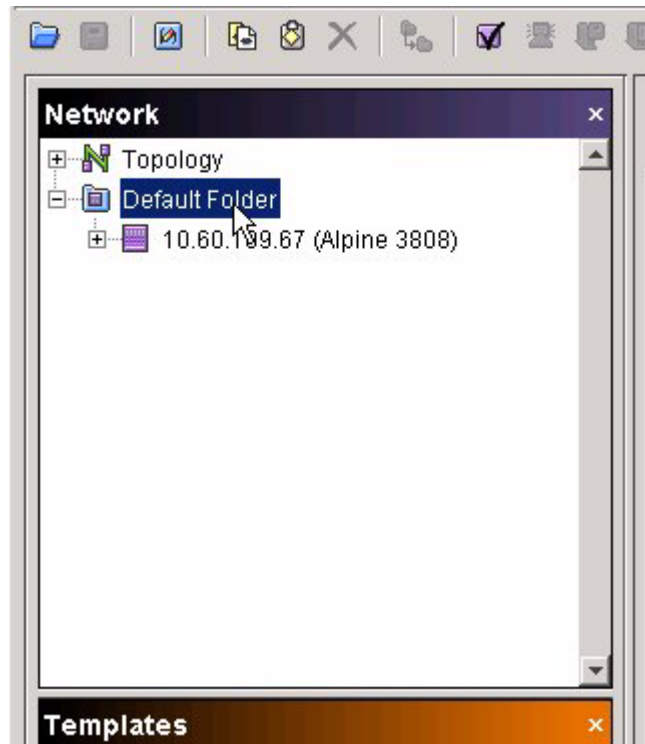 Network
Topology
Default Folder
10.60.199.67 (Alpine 3808)
Templates